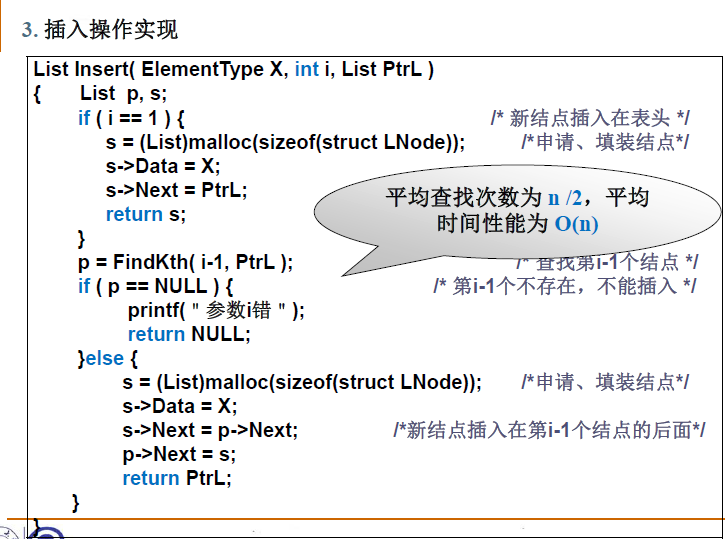 3. 插入操作实现
List Insert( ElementType X, int i, List PtrL )
{ List p, s;
if ( i == 1 ) { /* 新结点插入在表头 */
s = (List)malloc(sizeof(struct LNode)); /*申请、填装结点*/
s->Data = X;
s->Next = PtrL;
return s;
}
平均查找次数为 n /2，平均
时间性能为 O(n)
p = FindKth( i-1, PtrL ); /* 查找第i-1个结点 */
if ( p == NULL ) { /* 第i-1个不存在，不能插入 */
printf( " 参数i错 " );
return NULL;
}else {
s = (List)malloc(sizeof(struct LNode)); /*申请、填装结点*/
s->Data = X;
s->Next = p->Next; /*新结点插入在第i-1个结点的后面*/
p->Next = s;
return PtrL;
}
}